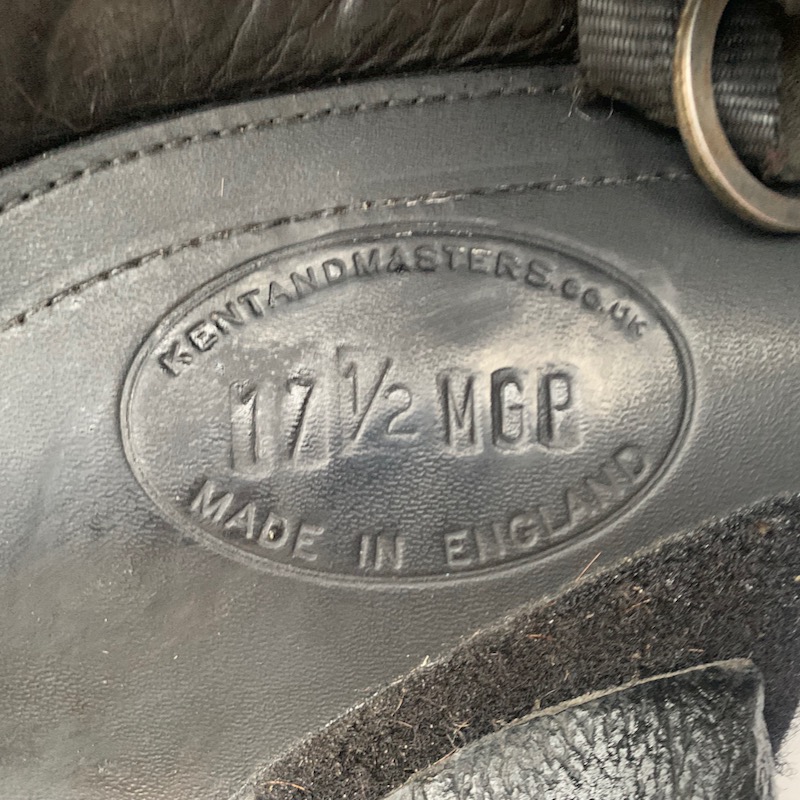 KENTANDMASTERS.CO.UK
17 1/2 MGP
MADE IN ENGLAND